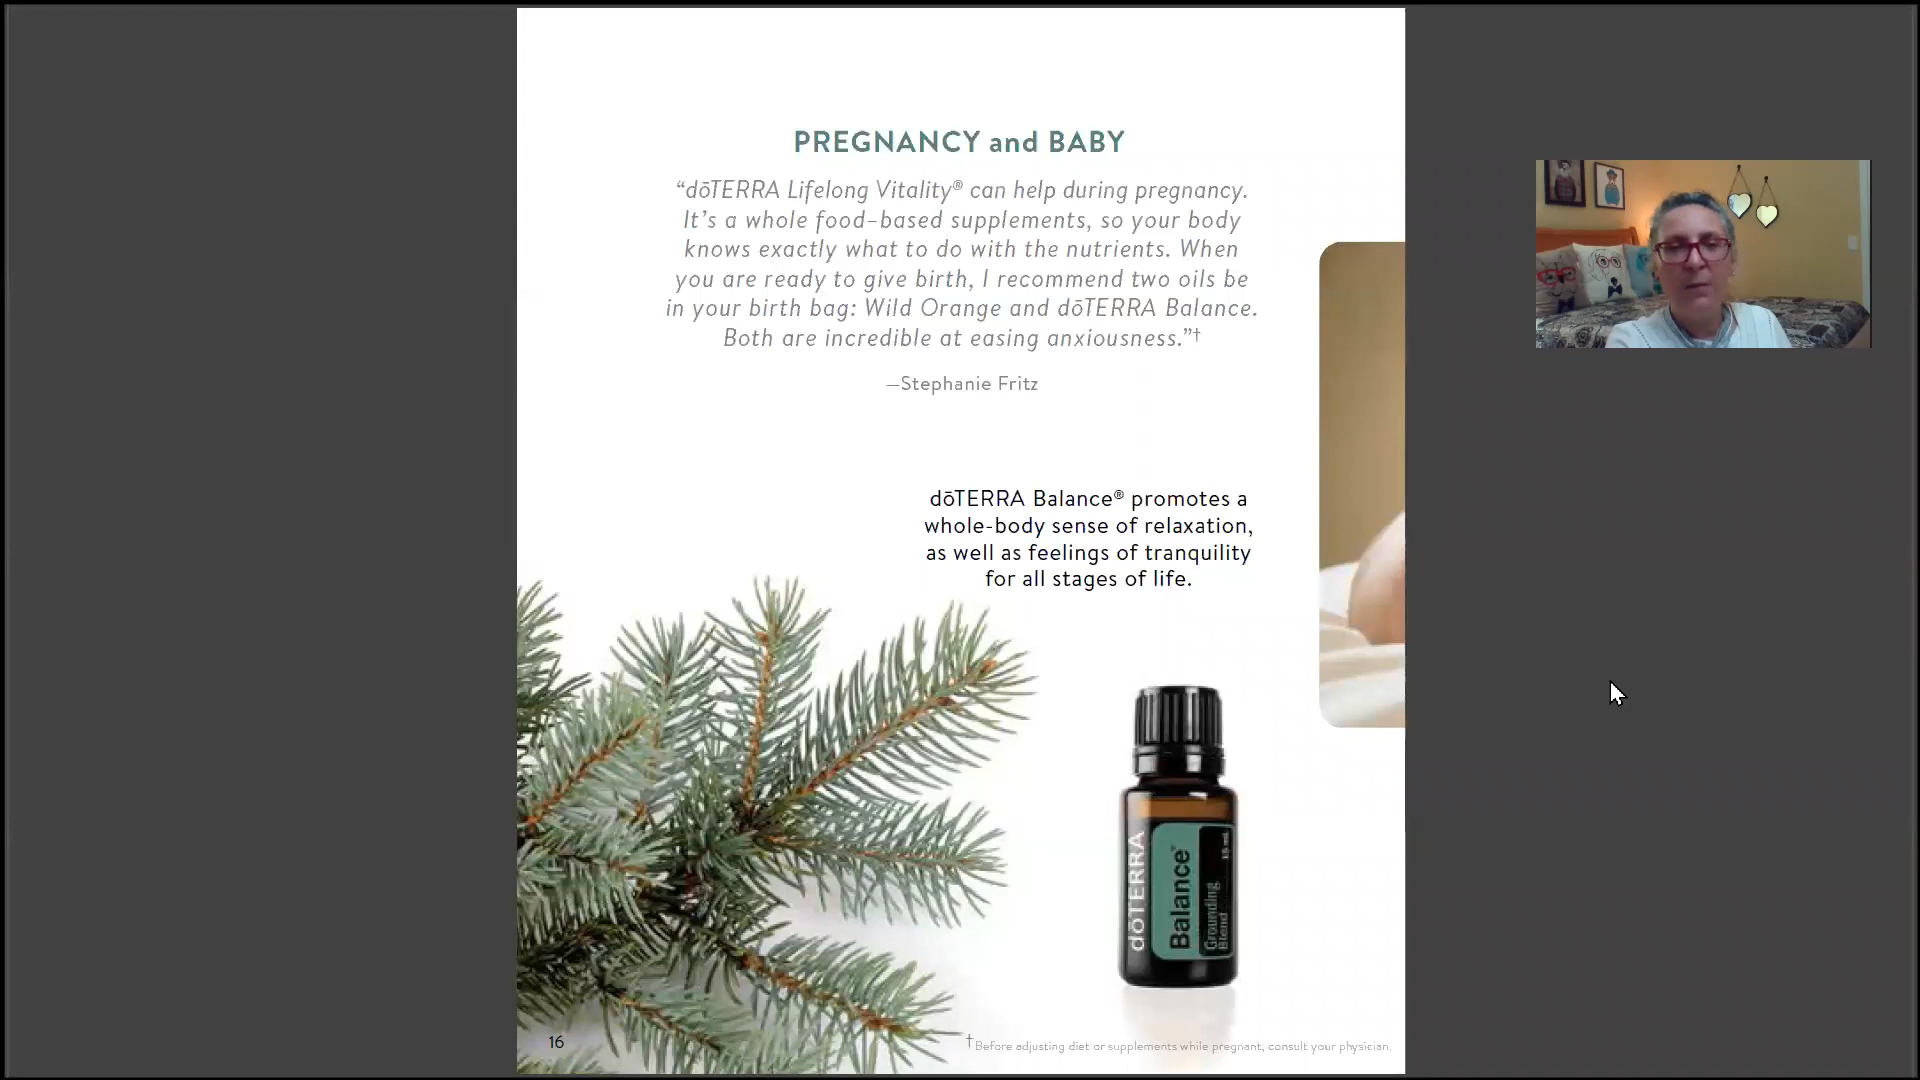 PREGNANCY and BABY
“dōTERRA Lifelong Vitality® can help during pregnancy.
It’s a whole food–based supplements, so your body
knows exactly what to do with the nutrients. When
you are ready to give birth, I recommend two oils be
in your birth bag: Wild Orange and dōTERRA Balance.
Both are incredible at easing anxiousness.”†
—Stephanie Fritz
dōTERRA Balance® promotes a
whole-body sense of relaxation,
as well as feelings of tranquility
for all stages of life.
dōTERRA
Balance™
Grounding
Blend
15 mL
16
† Before adjusting diet or supplements while pregnant, consult your physician.